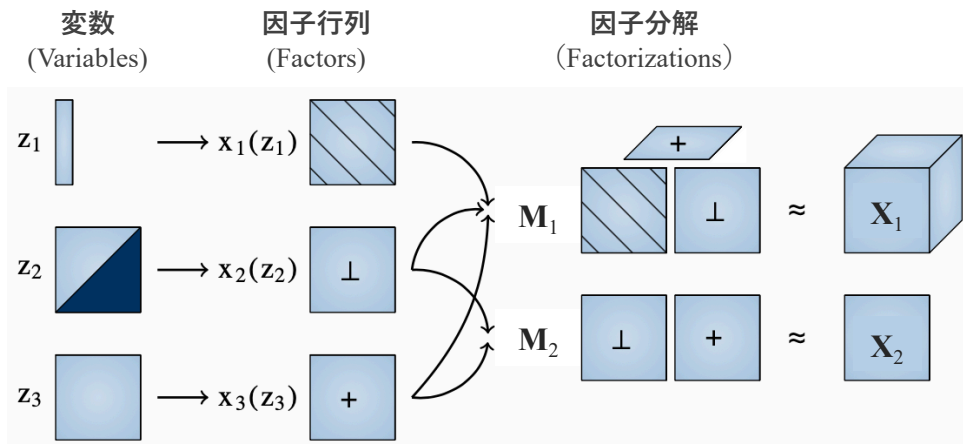 変数
(Variables)
因子行列
(Factors)
因子分解
（Factorizations）
z₁
x₁(z₁)
z₂
x₂(z₂)
⊥
z₃
x₃(z₃)
+
M₁
+
⊥
≈
X₁
M₂
⊥
+
≈
X₂